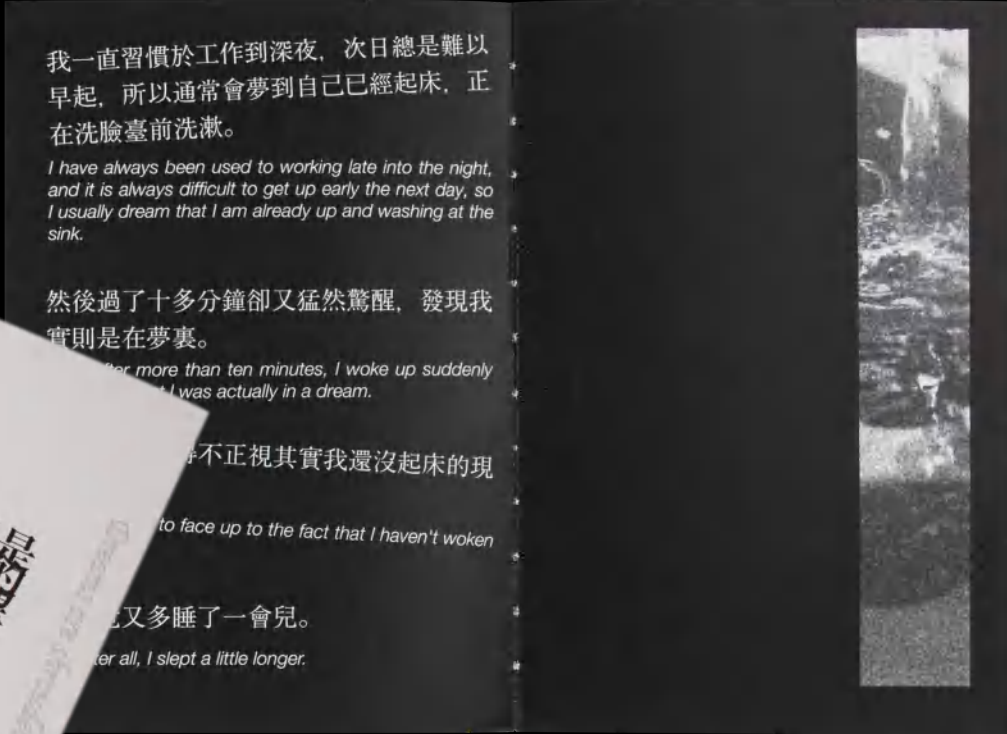 我一直習慣於工作到深夜，次日總是難以
早起，所以通常會夢到自己已經起床，正
在洗臉臺前洗漱。
I have always been used to working late into the night,
and it is always difficult to get up early the next day, so
I usually dream that I am already up and washing at the
sink.
然後過了十多分鐘卻又猛然驚醒，發現我
實則是在夢裏。
more than ten minutes, I woke up suddenly
I was actually in a dream.
不正視其實我還沒起床的現
to face up to the fact that I haven't woken
又多睡了一會兒。
all, I slept a little longer.
是的
Dreams are